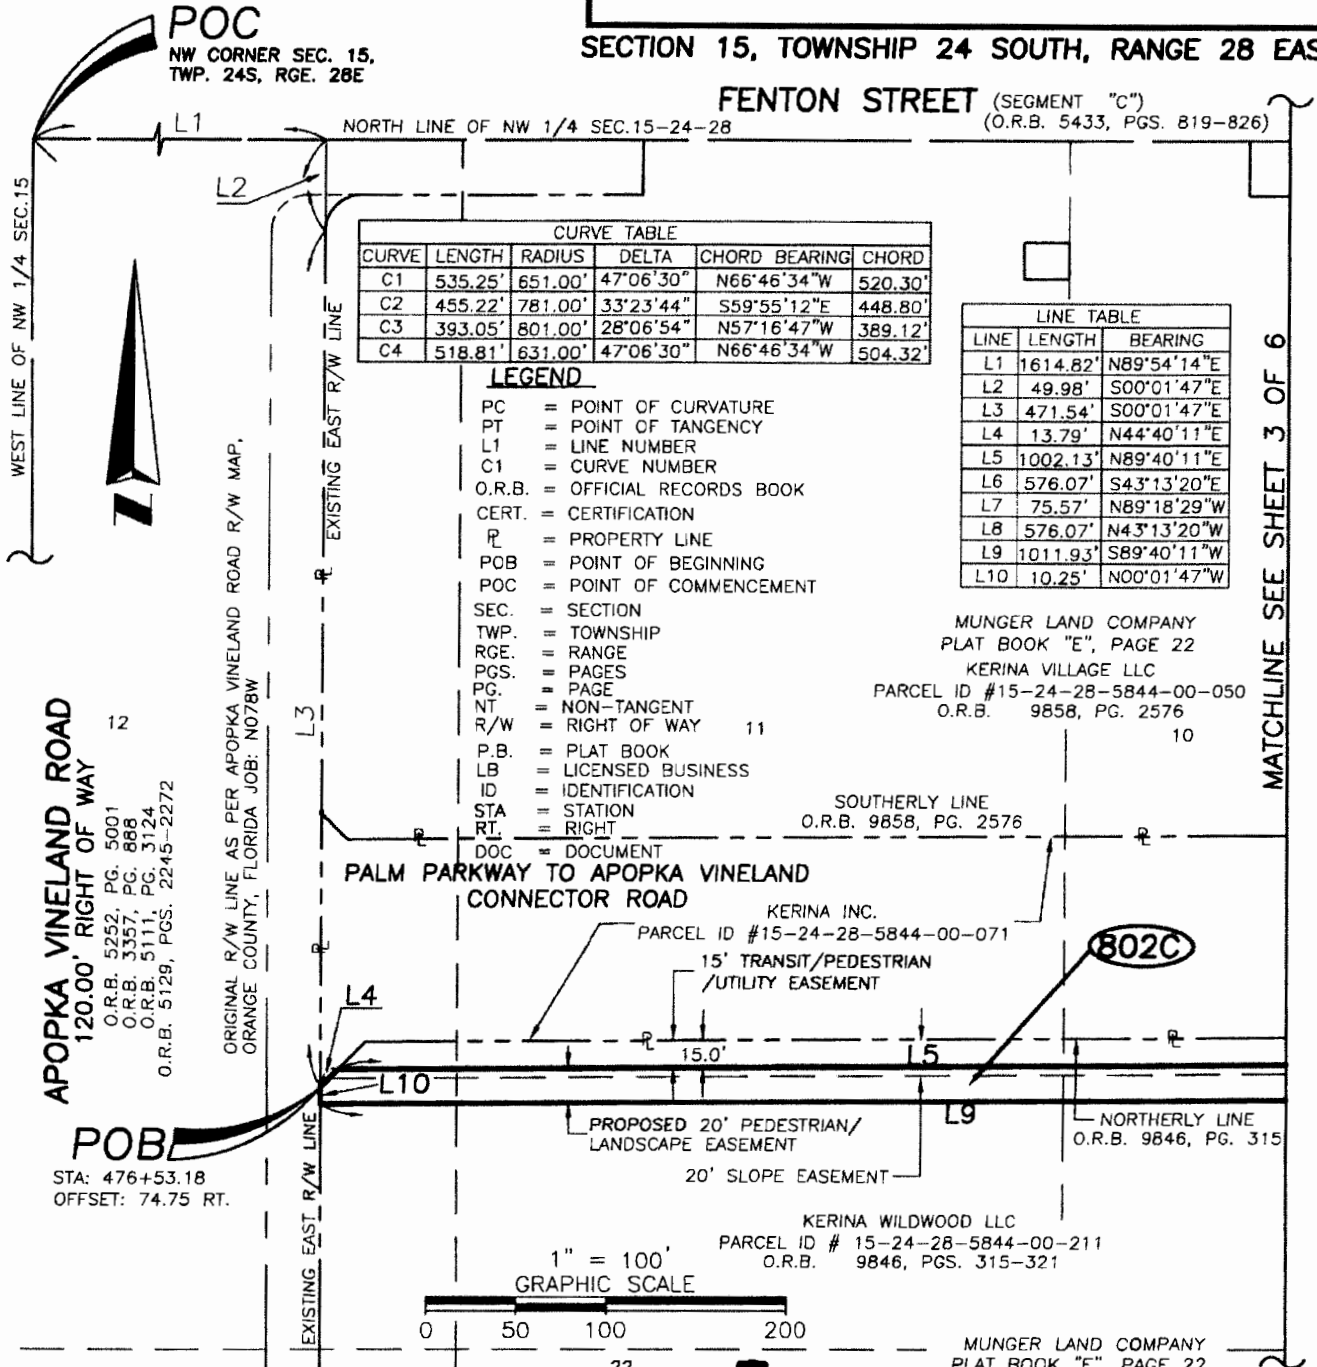 POC
NW CORNER SEC. 15,
TWP. 24S, RGE. 28E
SECTION 15, TOWNSHIP 24 SOUTH, RANGE 28 EAS
FENTON STREET (SEGMENT "C")
(O.R.B. 5433, PGS. 819-826)
L1
NORTH LINE OF NW 1/4 SEC.15-24-28
L2
WEST LINE OF NW 1/4 SEC.15
CURVE TABLE
CURVE LENGTH RADIUS DELTA CHORD BEARING CHORD
C1 535.25' 651.00' 47°06'30" N66°46'34"W 520.30'
C2 455.22' 781.00' 33°23'44" S59°55'12"E 448.80'
C3 393.05' 801.00' 28°06'54" N57°16'47"W 389.12'
C4 518.81' 631.00' 47°06'30" N66°46'34"W 504.32'
LINE TABLE
LINE LENGTH BEARING
L1 1614.82' N89°54'14"E
L2 49.98' S00°01'47"E
L3 471.54' S00°01'47"E
L4 13.79' N44°40'11"E
L5 1002.13' N89°40'11"E
L6 576.07' S43°13'20"E
L7 75.57' N89°18'29"W
L8 576.07' N43°13'20"W
L9 1011.93' S89°40'11"W
L10 10.25' N00°01'47"W
LEGEND
PC = POINT OF CURVATURE
PT = POINT OF TANGENCY
L1 = LINE NUMBER
C1 = CURVE NUMBER
O.R.B. = OFFICIAL RECORDS BOOK
CERT. = CERTIFICATION
PL = PROPERTY LINE
POB = POINT OF BEGINNING
POC = POINT OF COMMENCEMENT
SEC. = SECTION
TWP. = TOWNSHIP
RGE. = RANGE
PGS. = PAGES
PG. = PAGE
NT = NON-TANGENT
R/W = RIGHT OF WAY
P.B. = PLAT BOOK
LB = LICENSED BUSINESS
ID = IDENTIFICATION
STA = STATION
RT. = RIGHT
DOC = DOCUMENT
EXISTING EAST R/W LINE
PL
N
ORIGINAL R/W LINE AS PER APOPKA VINELAND ROAD R/W MAP,
ORANGE COUNTY, FLORIDA JOB: N078W
L3
12
11
10
MATCHLINE SEE SHEET 3 OF 6
MUNGER LAND COMPANY
PLAT BOOK "E", PAGE 22
KERINA VILLAGE LLC
PARCEL ID #15-24-28-5844-00-050
O.R.B. 9858, PG. 2576
APOPKA VINELAND ROAD
120.00' RIGHT OF WAY
O.R.B. 5252, PG. 5001
O.R.B. 3357, PG. 888
O.R.B. 5111, PG. 3124
O.R.B. 5129, PGS. 2245-2272
SOUTHERLY LINE
O.R.B. 9858, PG. 2576
PL
PL
PALM PARKWAY TO APOPKA VINELAND
CONNECTOR ROAD
KERINA INC.
PARCEL ID #15-24-28-5844-00-071
802C
15' TRANSIT/PEDESTRIAN
/UTILITY EASEMENT
PL
L4
PL
PL
15.0'
L5
L10
L9
POB
STA: 476+53.18
OFFSET: 74.75 RT.
PROPOSED 20' PEDESTRIAN/
LANDSCAPE EASEMENT
NORTHERLY LINE
O.R.B. 9846, PG. 315
20' SLOPE EASEMENT
EXISTING EAST R/W LINE
KERINA WILDWOOD LLC
PARCEL ID # 15-24-28-5844-00-211
O.R.B. 9846, PGS. 315-321
1" = 100'
GRAPHIC SCALE
0 50 100 200
22
MUNGER LAND COMPANY
PLAT BOOK "E", PAGE 22